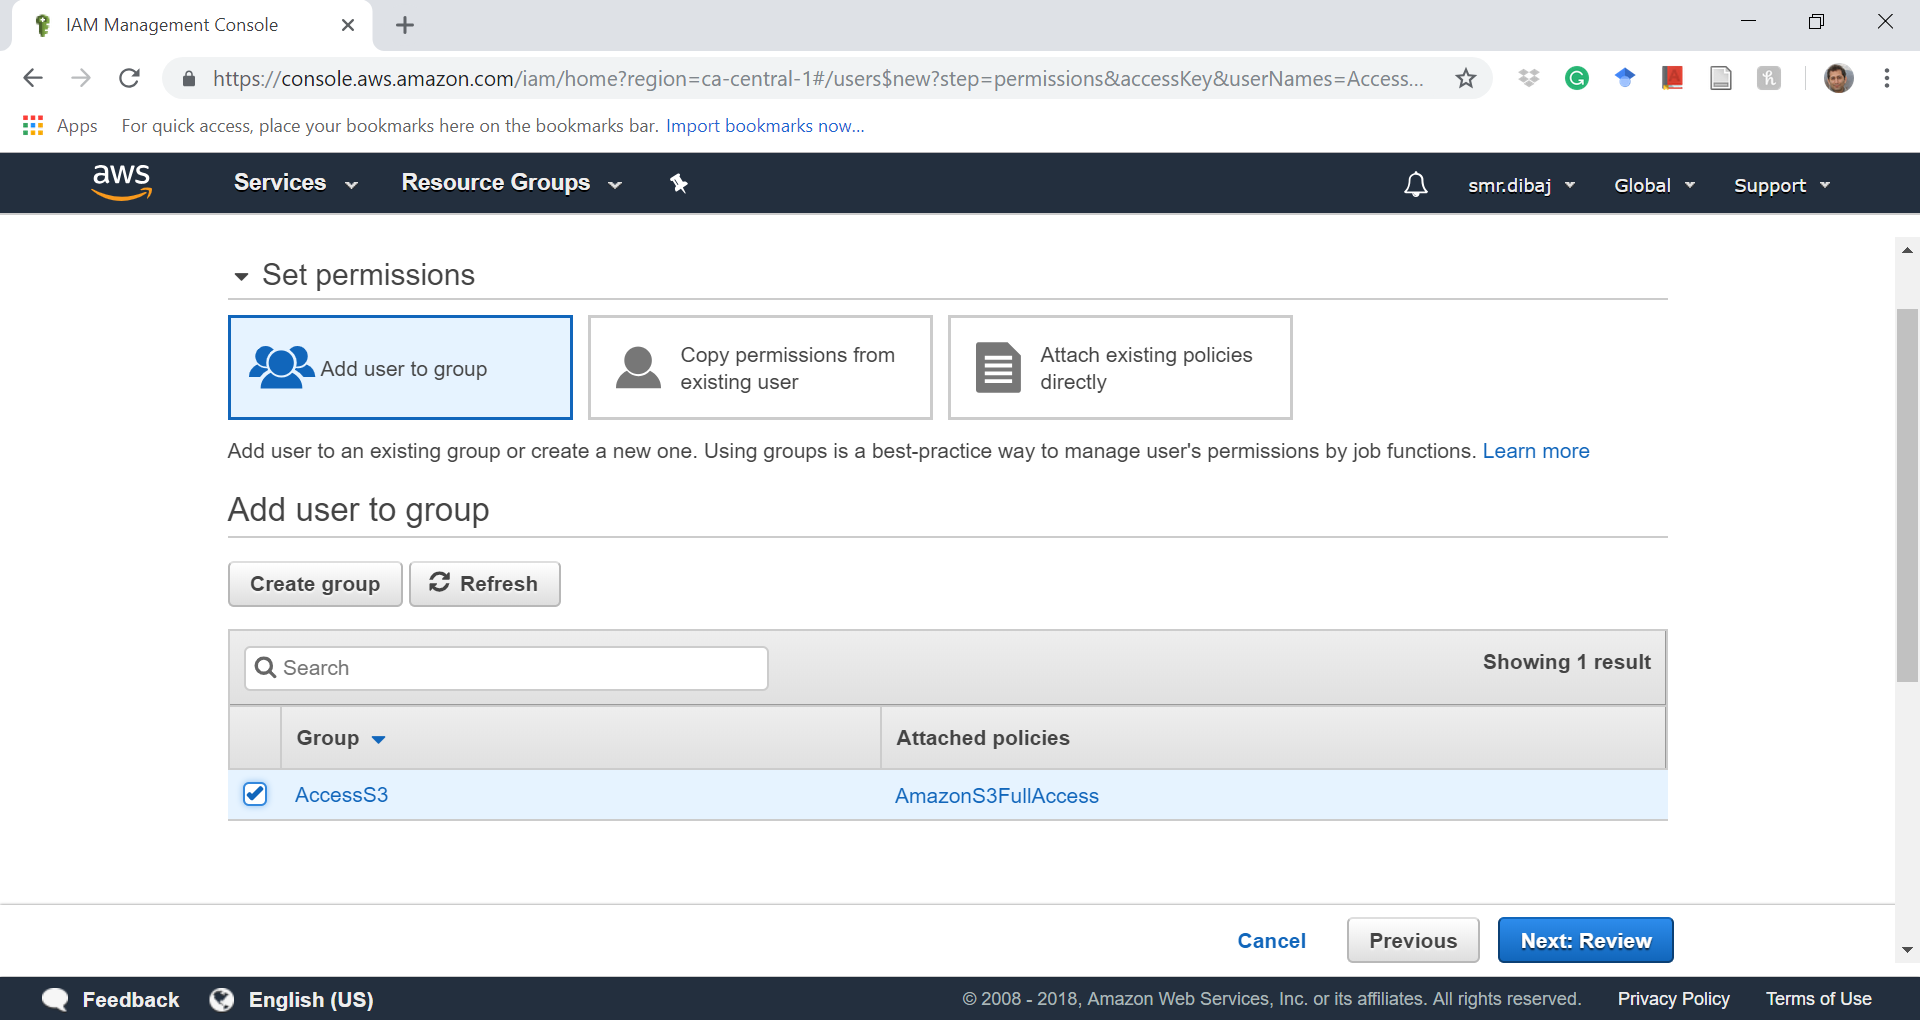 IAM Management Console
https://console.aws.amazon.com/iam/home?region=ca-central-1#/users$new?step=permissions&accessKey&userNames=Access...
Apps For quick access, place your bookmarks here on the bookmarks bar. Import bookmarks now...
aws Services Resource Groups smr.dibaj Global Support
Set permissions
Add user to group
Copy permissions from
existing user
Attach existing policies
directly
Add user to an existing group or create a new one. Using groups is a best-practice way to manage user's permissions by job functions. Learn more
Add user to group
Create group Refresh
Search Showing 1 result
Group Attached policies
AccessS3 AmazonS3FullAccess
Cancel Previous Next: Review
Feedback English (US) © 2008 - 2018, Amazon Web Services, Inc. or its affiliates. All rights reserved. Privacy Policy Terms of Use